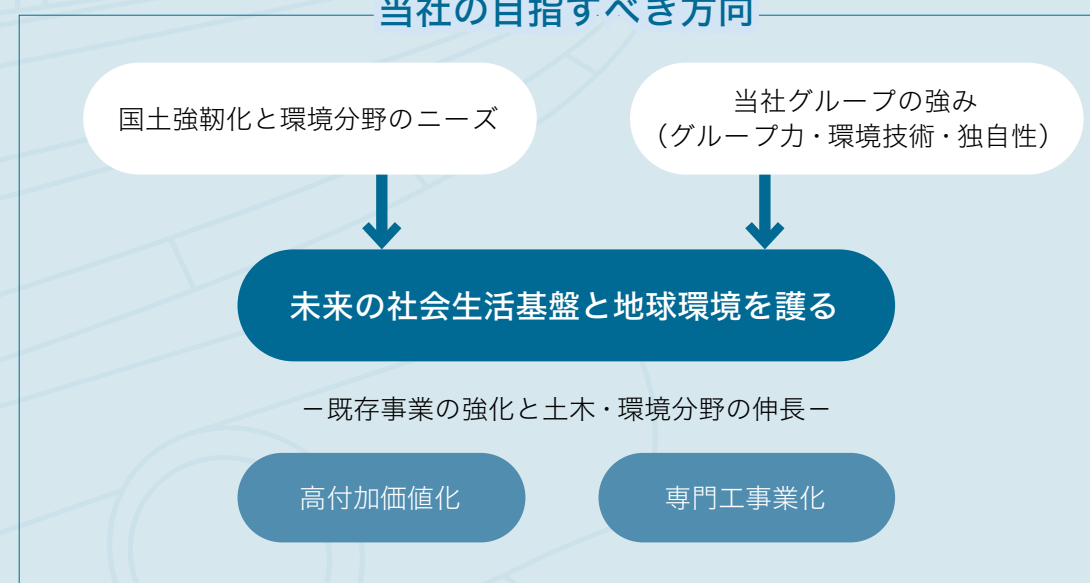 当社の目指すべき方向
国土強靭化と環境分野のニーズ
当社グループの強み
（グループ力・環境技術・独自性）
未来の社会生活基盤と地球環境を護る
－既存事業の強化と土木・環境分野の伸長－
高付加価値化
専門工事業化